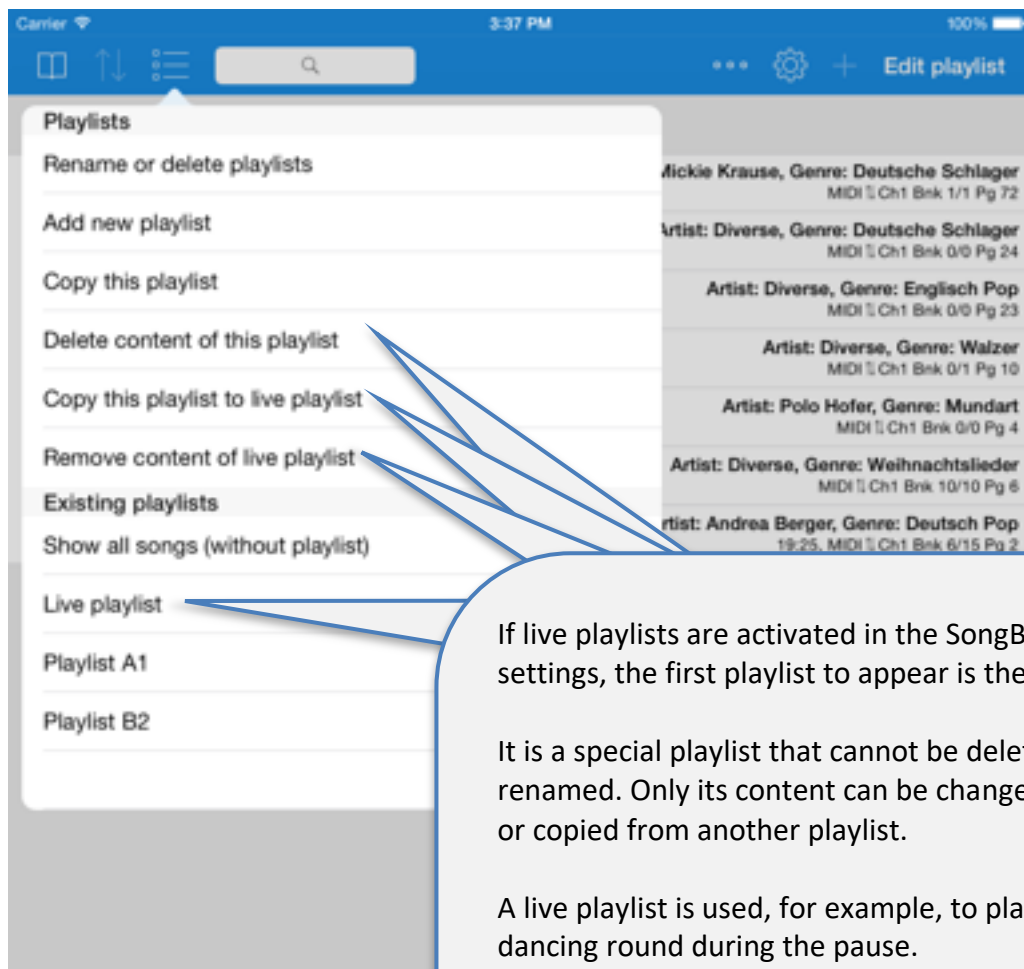 Carrier 3:37 PM 100%
Edit playlist
Playlists
Rename or delete playlists
Add new playlist
Copy this playlist
Delete content of this playlist
Copy this playlist to live playlist
Remove content of live playlist
Existing playlists
Show all songs (without playlist)
Live playlist
Playlist A1
Playlist B2
Mickie Krause, Genre: Deutsche Schlager
MIDI Ch1 Bnk 1/1 Pg 72
Artist: Diverse, Genre: Deutsche Schlager
MIDI Ch1 Bnk 0/0 Pg 24
Artist: Diverse, Genre: Englisch Pop
MIDI Ch1 Bnk 0/0 Pg 23
Artist: Diverse, Genre: Walzer
MIDI Ch1 Bnk 0/1 Pg 10
Artist: Polo Hofer, Genre: Mundart
MIDI Ch1 Bnk 0/0 Pg 4
Artist: Diverse, Genre: Weihnachtslieder
MIDI Ch1 Bnk 10/10 Pg 6
rtist: Andrea Berger, Genre: Deutsch Pop
19:25, MIDI Ch1 Bnk 6/15 Pg 2
If live playlists are activated in the SongB
settings, the first playlist to appear is the
It is a special playlist that cannot be dele
renamed. Only its content can be change
or copied from another playlist.
A live playlist is used, for example, to pla
dancing round during the pause.